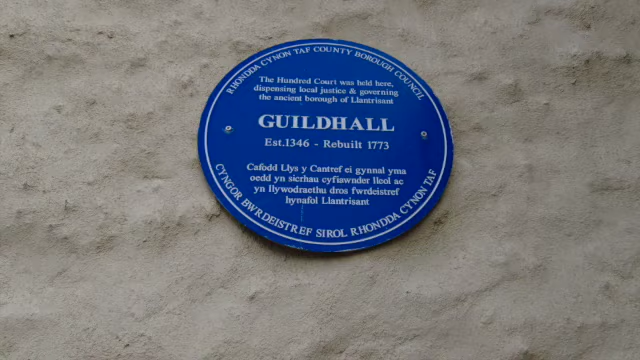 RHONDDA CYNON TAF COUNTY BOROUGH COUNCIL
The Hundred Court was held here,
dispensing local justice & governing
the ancient borough of Llantrisant
GUILDHALL
Est.1346 - Rebuilt 1773
Cafodd Llys y Cantref ei gynnal yma
oedd yn sicrhau cyfiawnder lleol ac
yn llywodraethu dros fwrdeistref
hynafol Llantrisant
CYNGOR BWRDEISTREF SIROL RHONDDA CYNON TAF